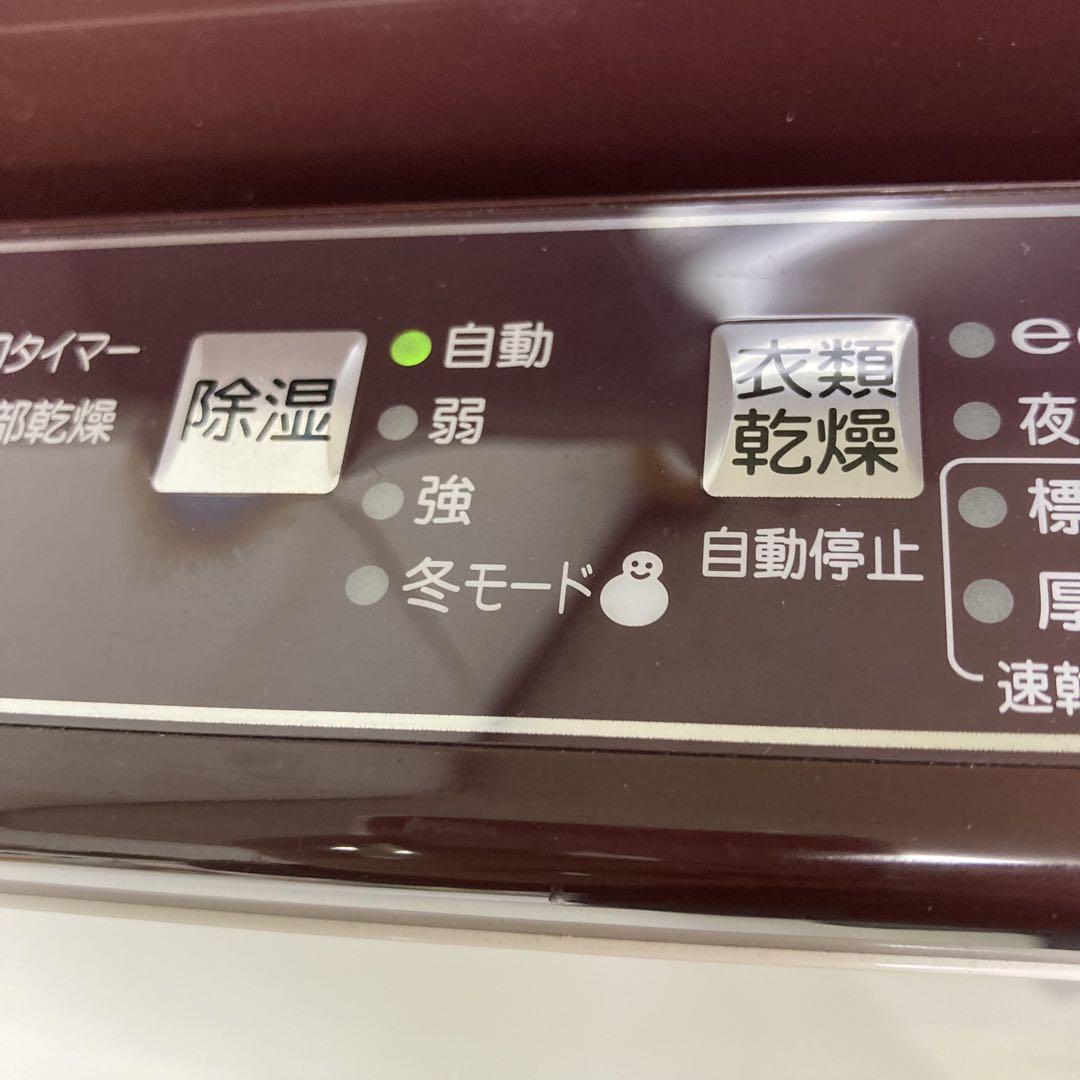 タイマー
部乾燥
除湿
自動
弱
強
冬モード
衣類
乾燥
自動停止
e
夜
標
厚
速乾